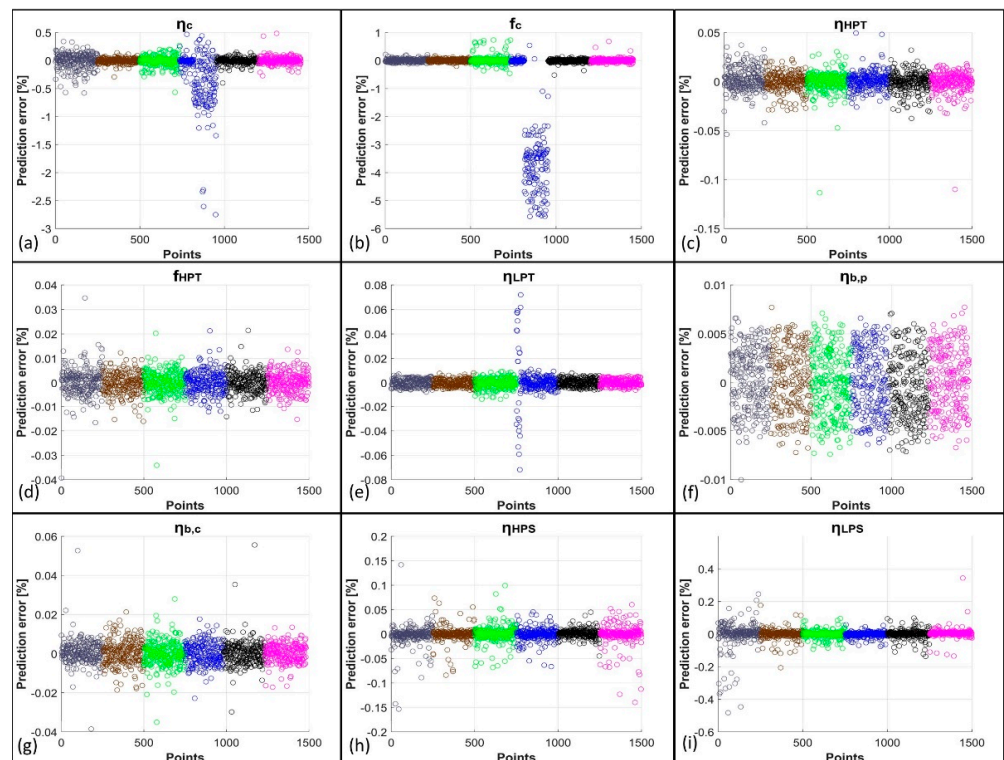 ηc
0.5
0
-0.5
-1
-1.5
-2
-2.5
-3
Prediction error [%]
0 500 1000 1500
Points
(a)
fc
1
0
-1
-2
-3
-4
-5
-6
Prediction error [%]
0 500 1000 1500
Points
(b)
ηHPT
0.05
0
-0.05
-0.1
-0.15
Prediction error [%]
0 500 1000 1500
Points
(c)
fHPT
0.04
0.03
0.02
0.01
0
-0.01
-0.02
-0.03
-0.04
Prediction error [%]
0 500 1000 1500
Points
(d)
ηLPT
0.08
0.06
0.04
0.02
0
-0.02
-0.04
-0.06
-0.08
Prediction error [%]
0 500 1000 1500
Points
(e)
ηb,p
0.01
0.005
0
-0.005
-0.01
Prediction error [%]
0 500 1000 1500
Points
(f)
ηb,c
0.06
0.04
0.02
0
-0.02
-0.04
Prediction error [%]
0 500 1000 1500
Points
(g)
ηHPS
0.2
0.15
0.1
0.05
0
-0.05
-0.1
-0.15
-0.2
Prediction error [%]
0 500 1000 1500
Points
(h)
ηLPS
0.4
0.2
0
-0.2
-0.4
-0.6
Prediction error [%]
0 500 1000 1500
Points
(i)